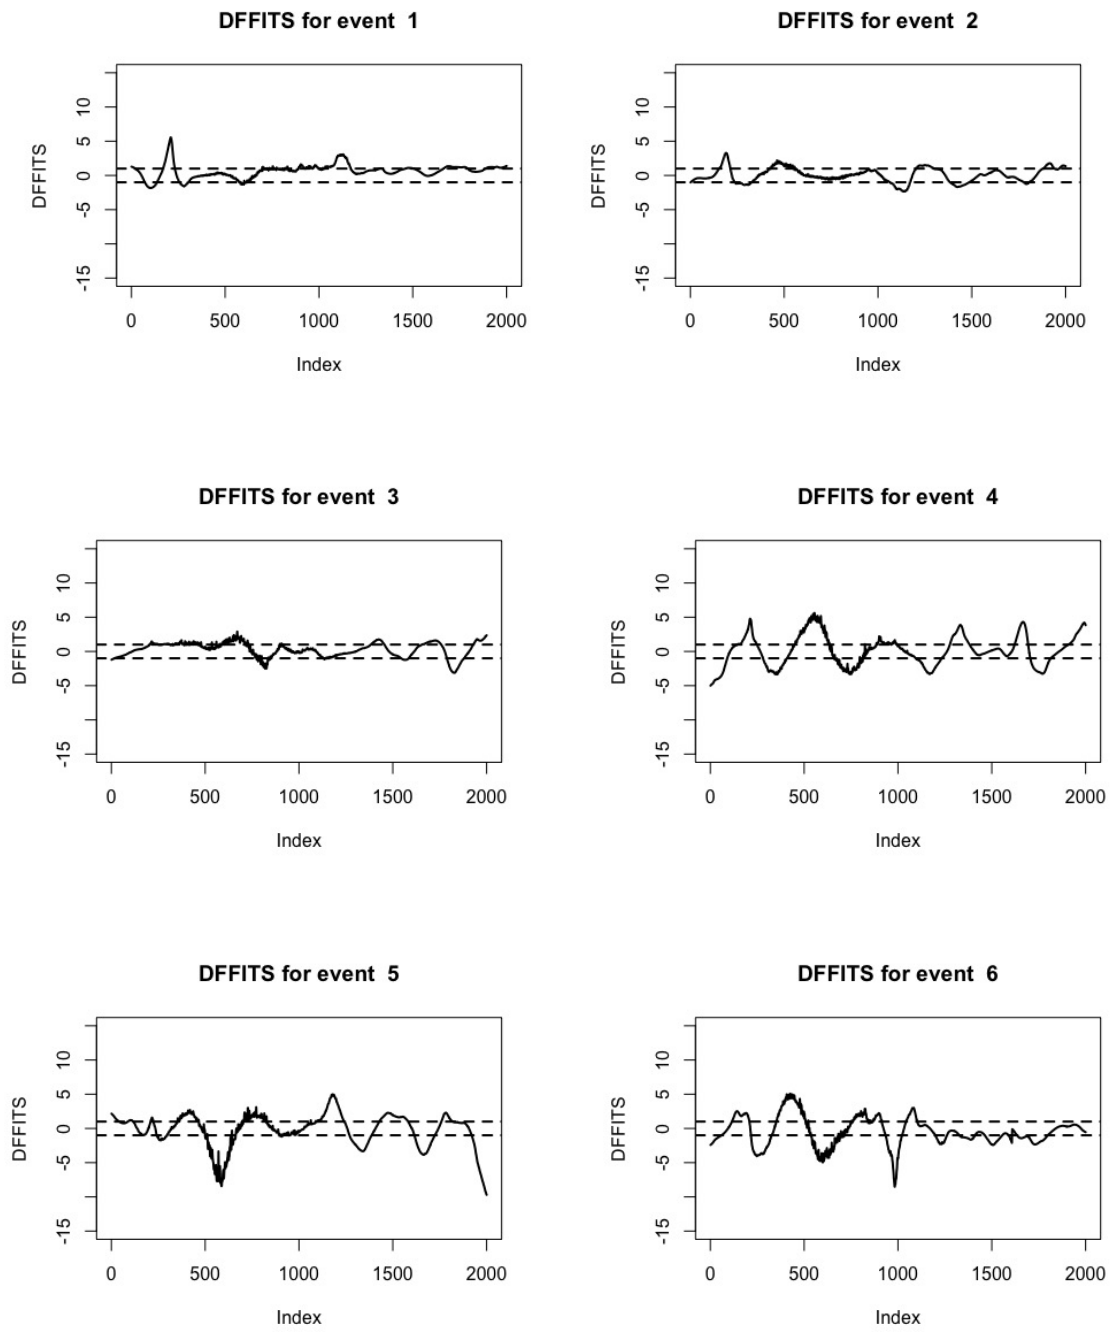 DFFITS for event 1
DFFITS for event 2
DFFITS
10
5
0
-5
-15
0 500 1000 1500 2000
Index
DFFITS
10
5
0
-5
-15
0 500 1000 1500 2000
Index
DFFITS for event 3
DFFITS for event 4
DFFITS
10
5
0
-5
-15
0 500 1000 1500 2000
Index
DFFITS
10
5
0
-5
-15
0 500 1000 1500 2000
Index
DFFITS for event 5
DFFITS for event 6
DFFITS
10
5
0
-5
-15
0 500 1000 1500 2000
Index
DFFITS
10
5
0
-5
-15
0 500 1000 1500 2000
Index